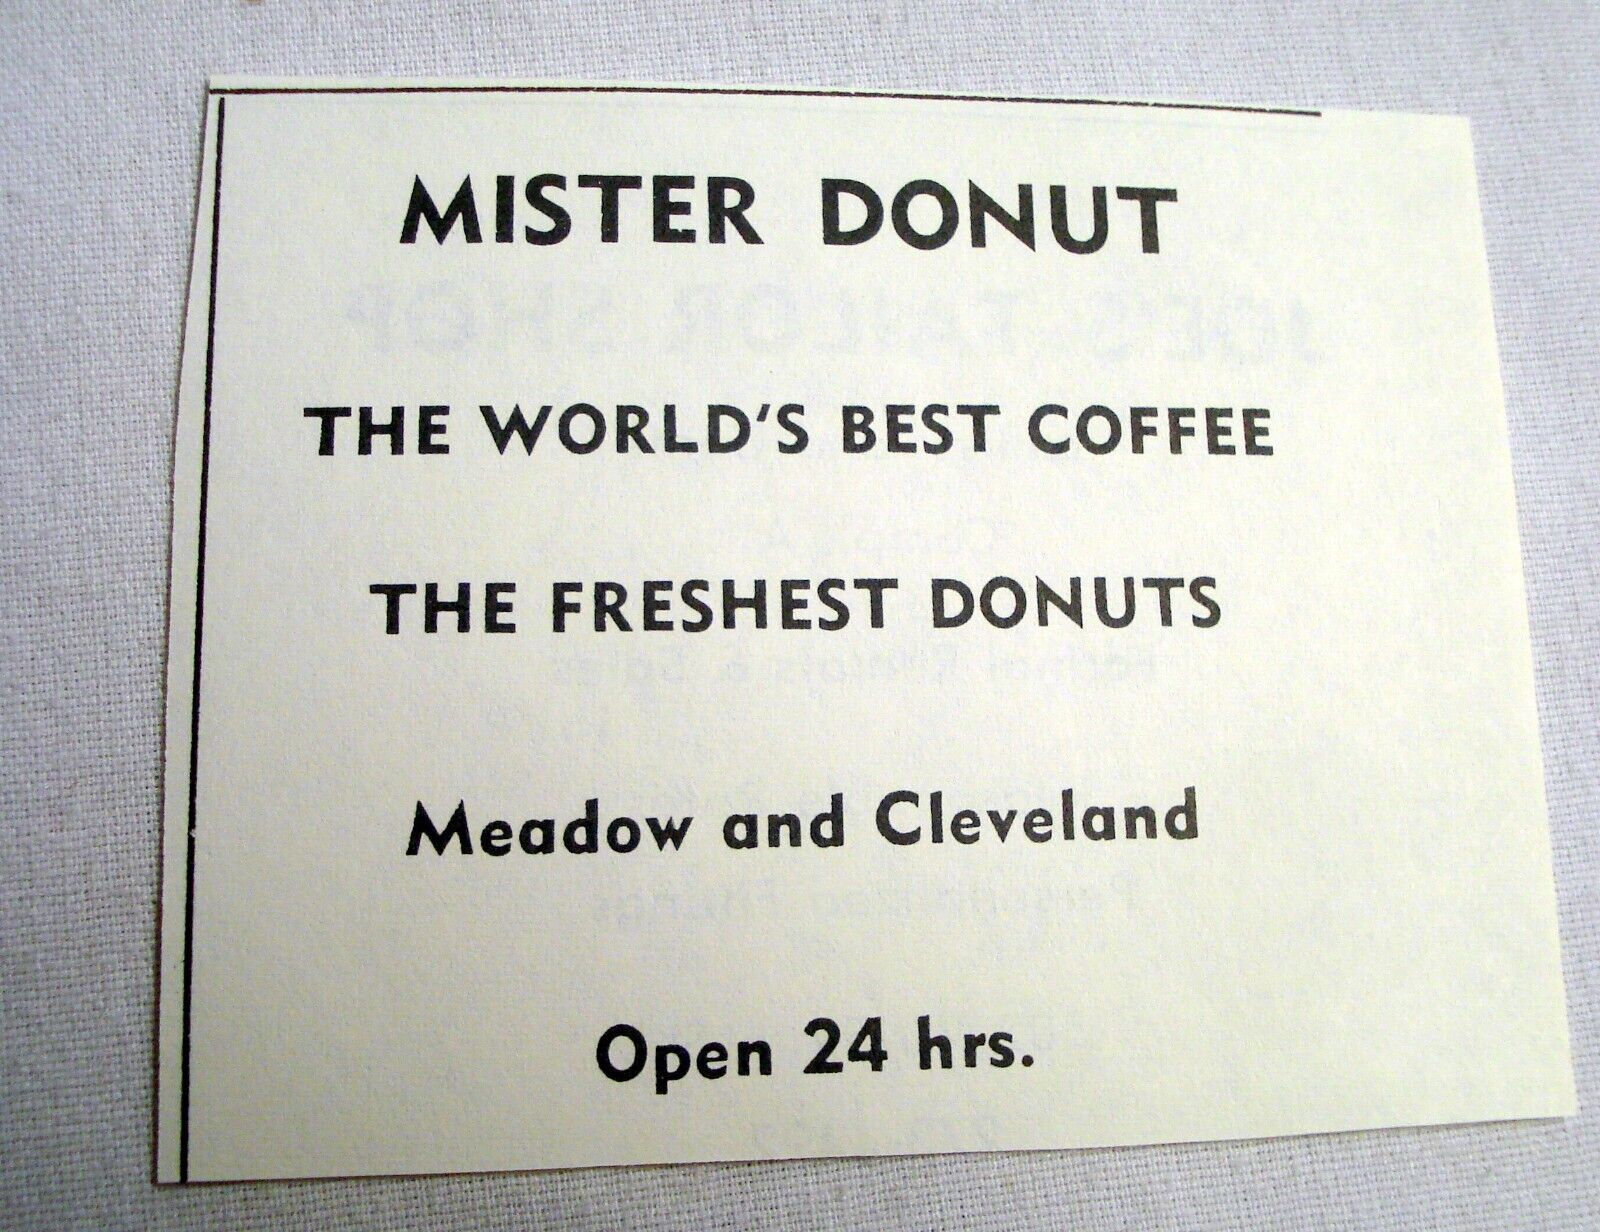 MISTER DONUT
THE WORLD'S BEST COFFEE
THE FRESHEST DONUTS
Meadow and Cleveland
Open 24 hrs.